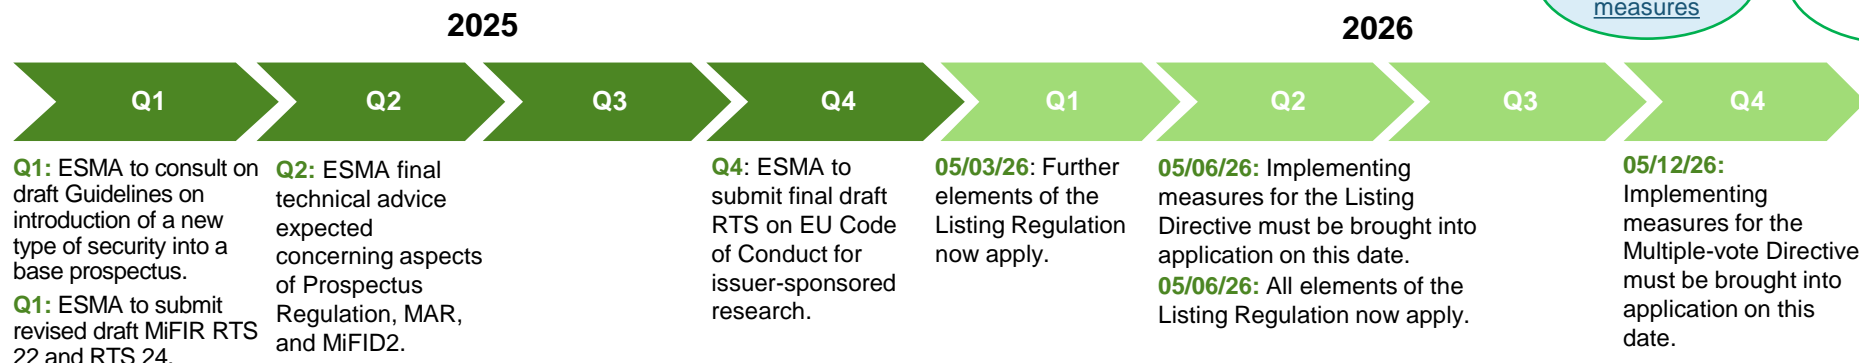 measures
2025
2026
Q1
Q2
Q3
Q4
Q1
Q2
Q3
Q4
Q1: ESMA to consult on
draft Guidelines on
introduction of a new
type of security into a
base prospectus.
Q1: ESMA to submit
revised draft MiFIR RTS
22 and RTS 24.
Q2: ESMA final
technical advice
expected
concerning aspects
of Prospectus
Regulation, MAR,
and MiFID2.
Q4: ESMA to
submit final draft
RTS on EU Code
of Conduct for
issuer-sponsored
research.
05/03/26: Further
elements of the
Listing Regulation
now apply.
05/06/26: Implementing
measures for the Listing
Directive must be brought into
application on this date.
05/06/26: All elements of the
Listing Regulation now apply.
05/12/26:
Implementing
measures for the
Multiple-vote Directive
must be brought into
application on this
date.